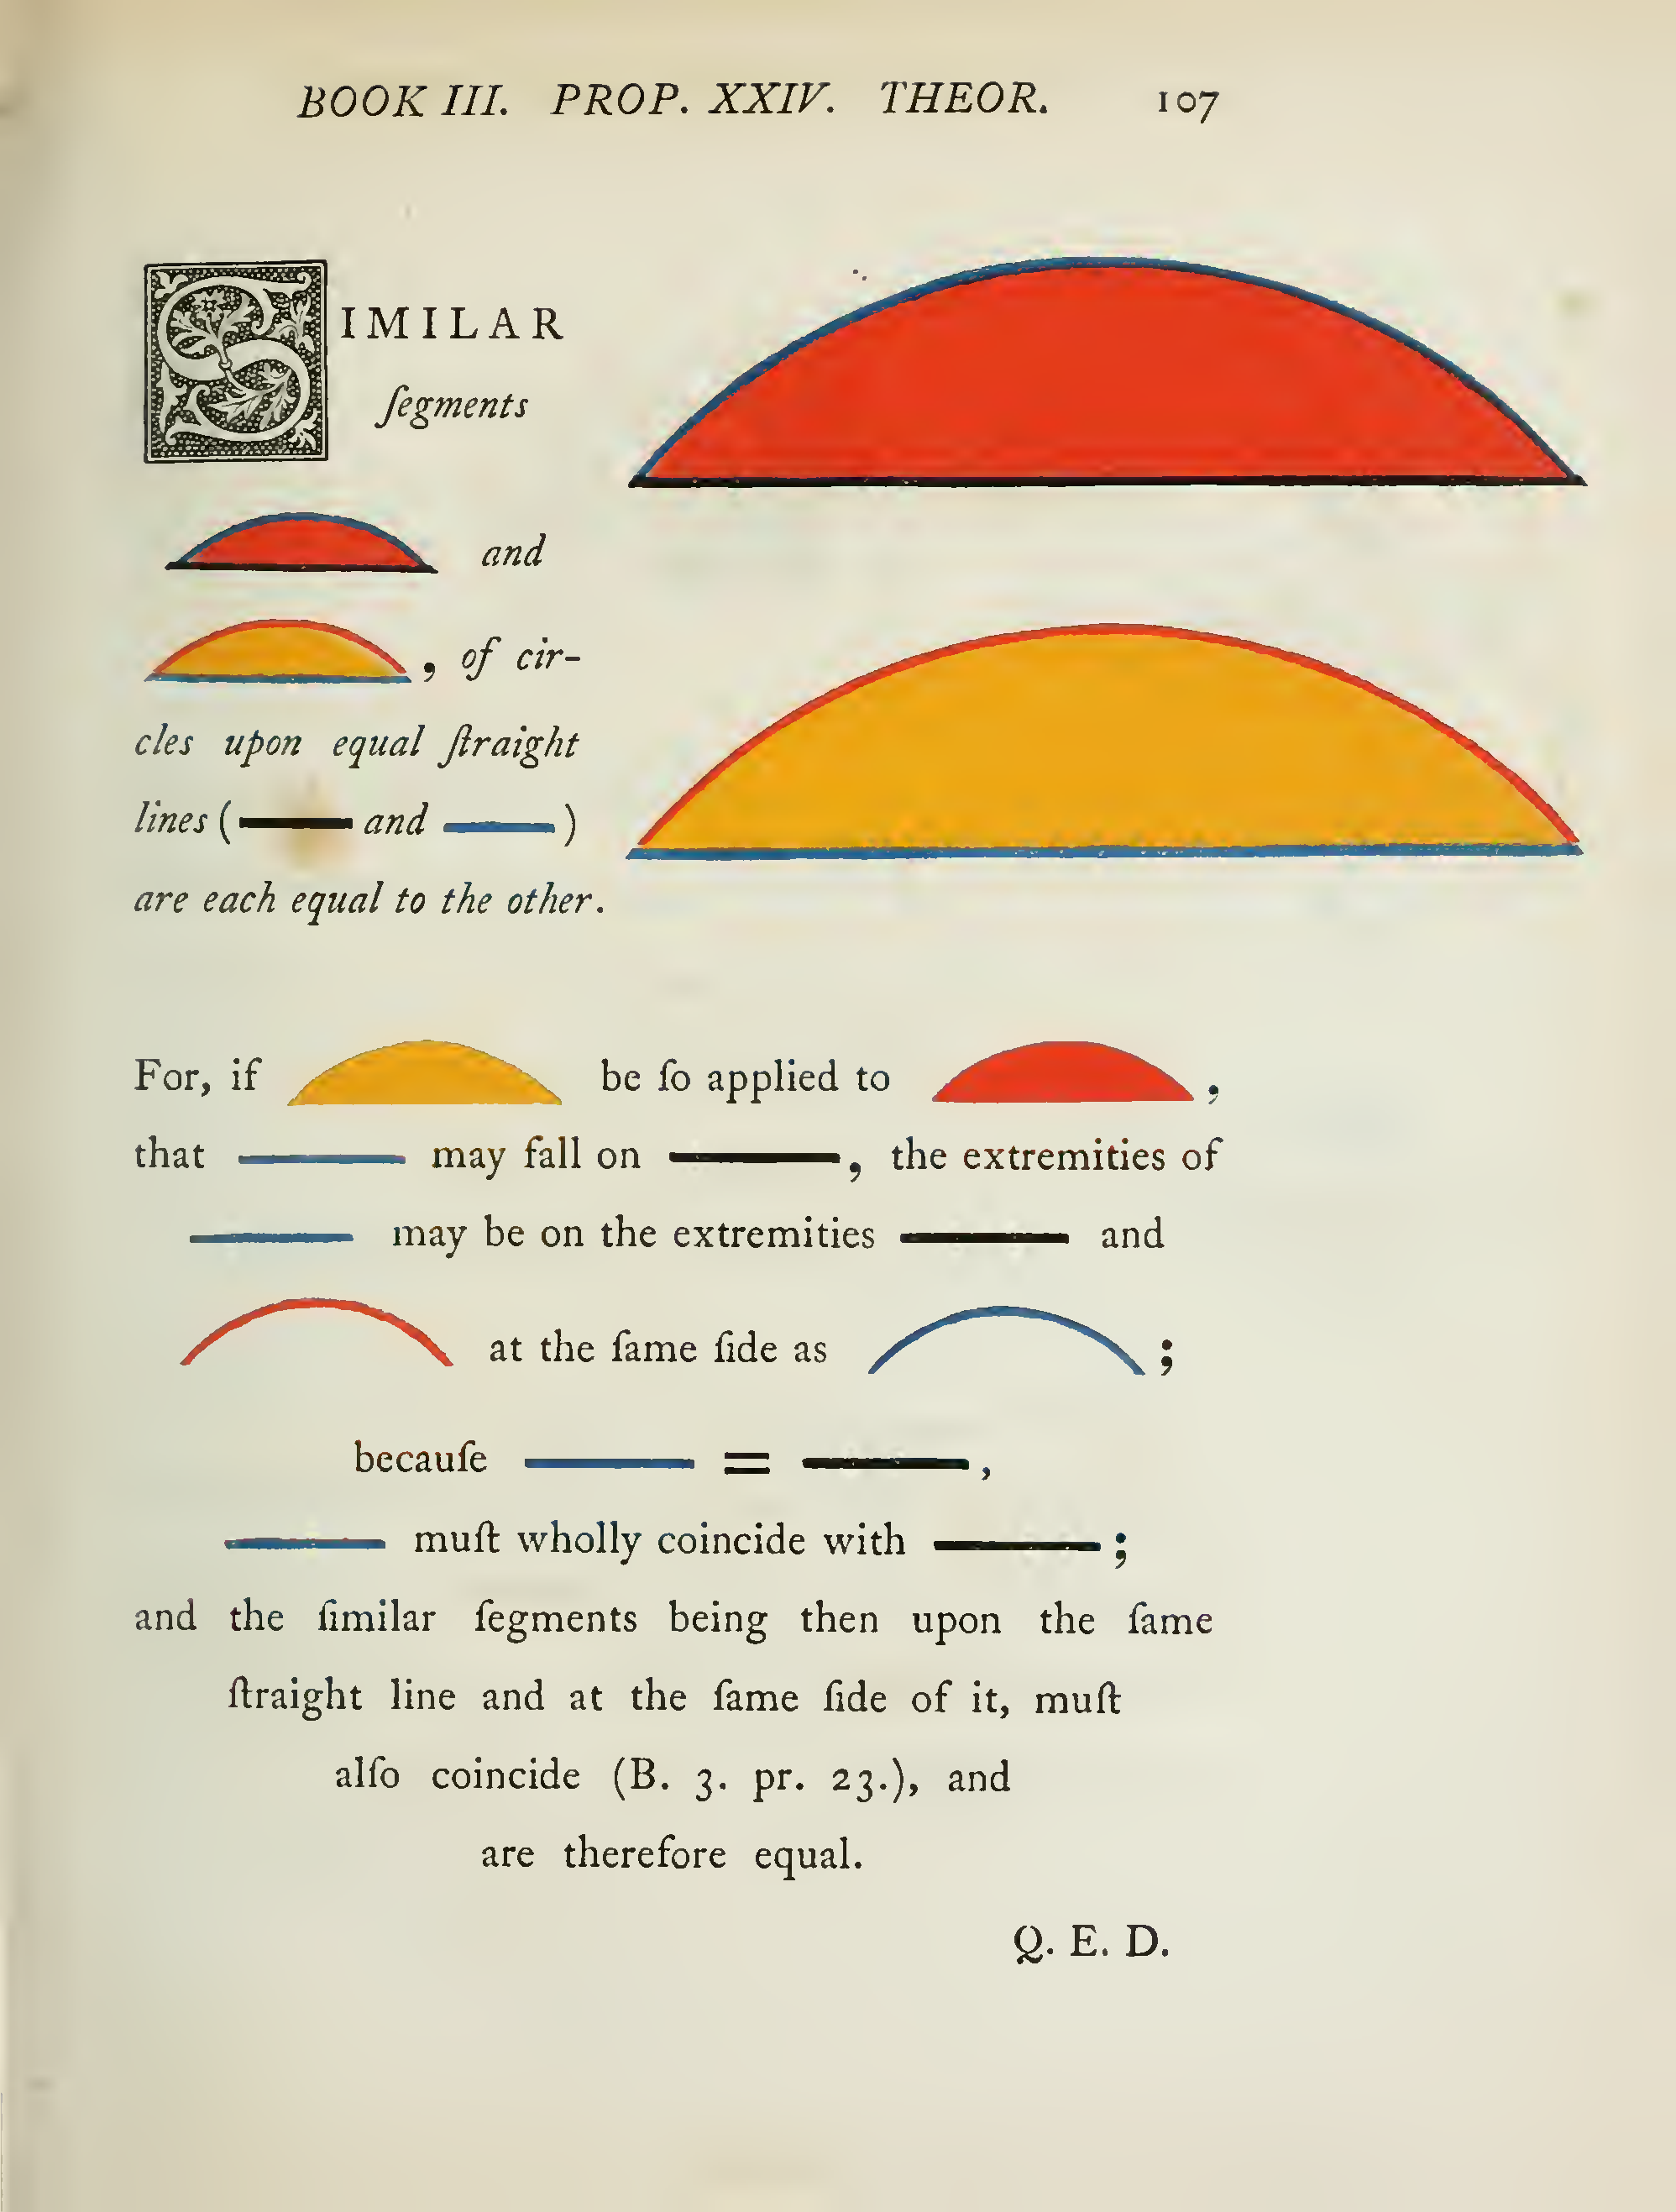 BOOK III. PROP. XXIV. THEOR. 107
SIMILAR
ſegments
and
, of cir-
cles upon equal ſtraight
lines ( and )
are each equal to the other.
For, if be ſo applied to ,
that may fall on , the extremities of
may be on the extremities and
at the ſame ſide as ;
becauſe = ,
muſt wholly coincide with ;
and the ſimilar ſegments being then upon the ſame
ſtraight line and at the ſame ſide of it, muſt
alſo coincide (B. 3. pr. 23.), and
are therefore equal.
Q. E. D.